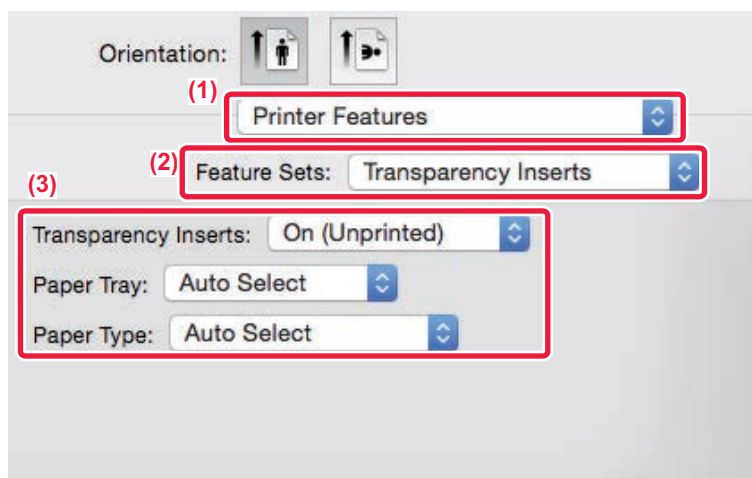 Orientation:
(1)
Printer Features
(2)
Feature Sets: Transparency Inserts
(3)
Transparency Inserts: On (Unprinted)
Paper Tray: Auto Select
Paper Type: Auto Select